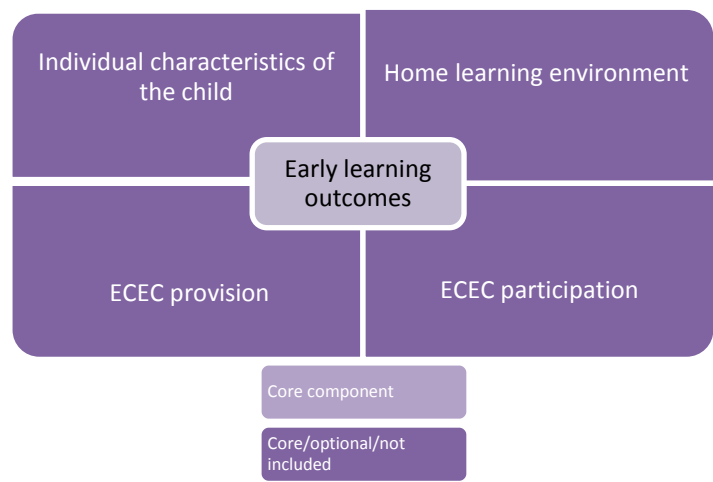 Individual characteristics of
the child
Home learning environment
Early learning
outcomes
ECEC provision
ECEC participation
Core component
Core/optional/not
included